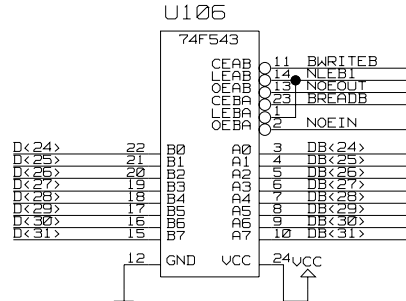 U106
74F543
CEAB 11 BWRITEB
LEAB 14 NLEB1
OEAB 13 NOEOUT
CEBA 23 BREADB
LEBA 1
OEBA 2 NOEIN
D<24> 22 B0 A0 3 DB<24>
D<25> 21 B1 A1 4 DB<25>
D<26> 20 B2 A2 5 DB<26>
D<27> 19 B3 A3 6 DB<27>
D<28> 18 B4 A4 7 DB<28>
D<29> 17 B5 A5 8 DB<29>
D<30> 16 B6 A6 9 DB<30>
D<31> 15 B7 A7 10 DB<31>
12 GND VCC 24 VCC